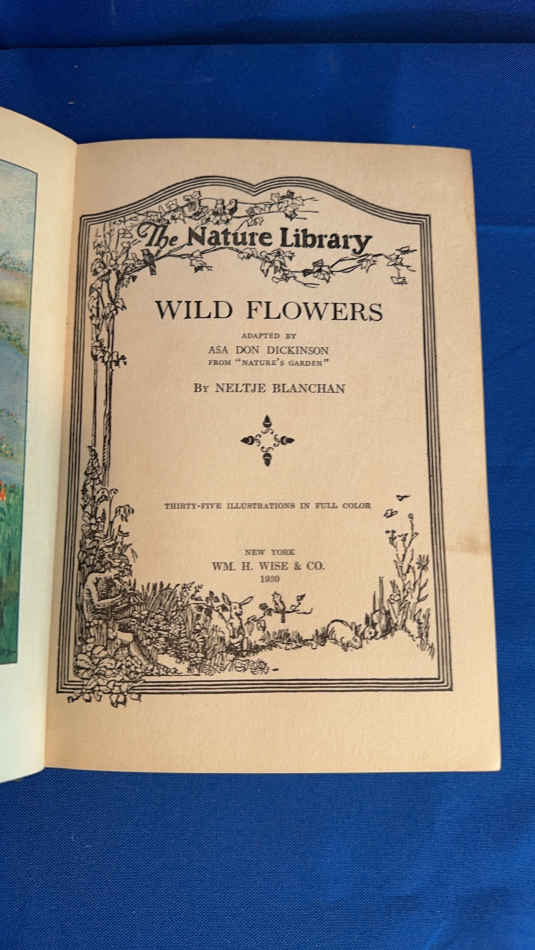 The Nature Library
WILD FLOWERS
ADAPTED BY
ASA DON DICKINSON
FROM "NATURE'S GARDEN"
BY NELTJE BLANCHAN
THIRTY-FIVE ILLUSTRATIONS IN FULL COLOR
NEW YORK
WM. H. WISE & CO.
1930